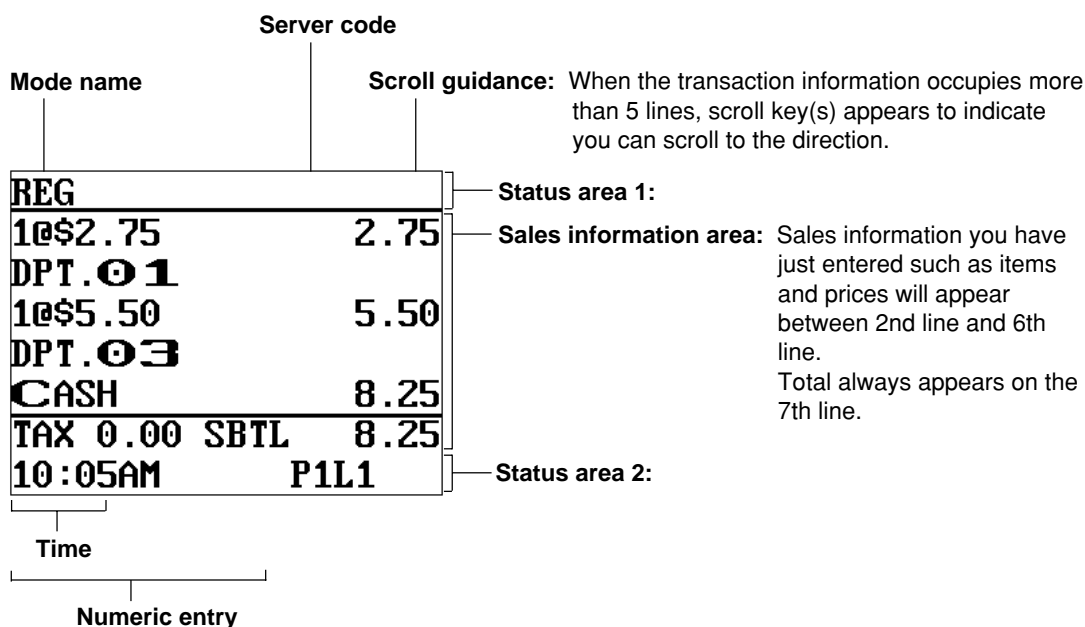 Server code
Mode name
Scroll guidance: When the transaction information occupies more
than 5 lines, scroll key(s) appears to indicate
you can scroll to the direction.
REG
Status area 1:
1@$2.75 2.75
Sales information area: Sales information you have
just entered such as items
and prices will appear
between 2nd line and 6th
line.
Total always appears on the
7th line.
DPT.01
1@$5.50 5.50
DPT.03
CASH 8.25
TAX 0.00 SBTL 8.25
10:05AM P1L1
Status area 2:
Time
Numeric entry